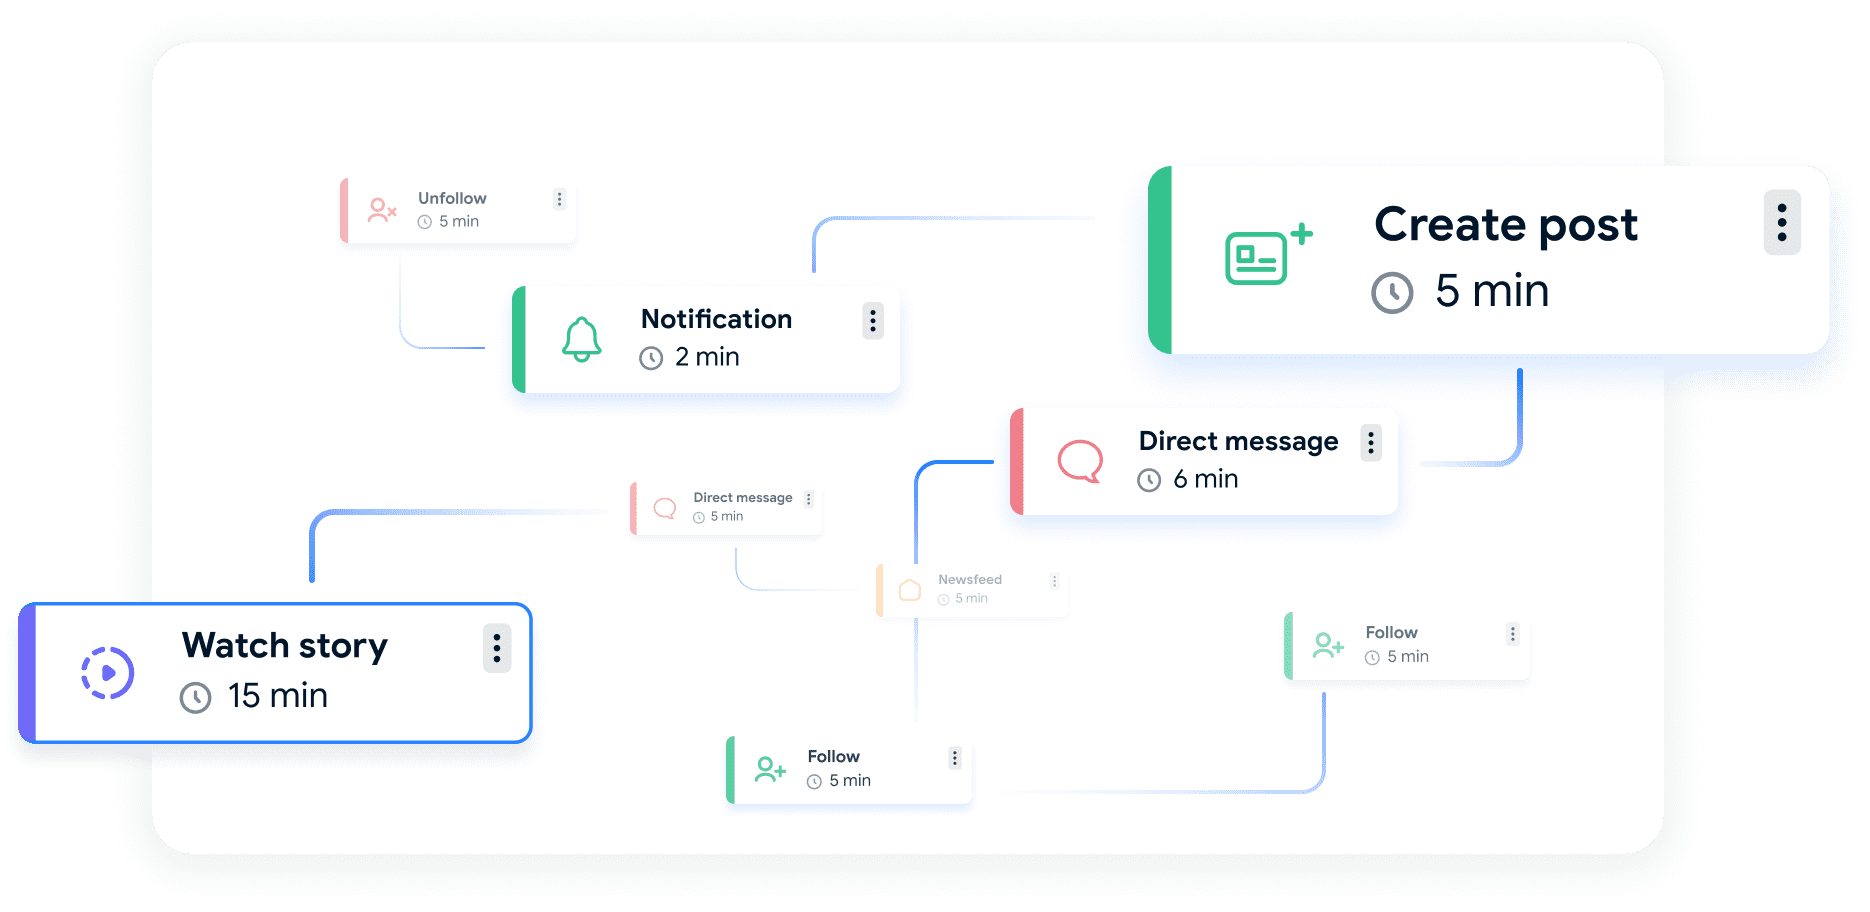 Unfollow
5 min
Create post
5 min
Notification
2 min
Direct message
6 min
Direct message
5 min
Newsfeed
5 min
Watch story
15 min
Follow
5 min
Follow
5 min